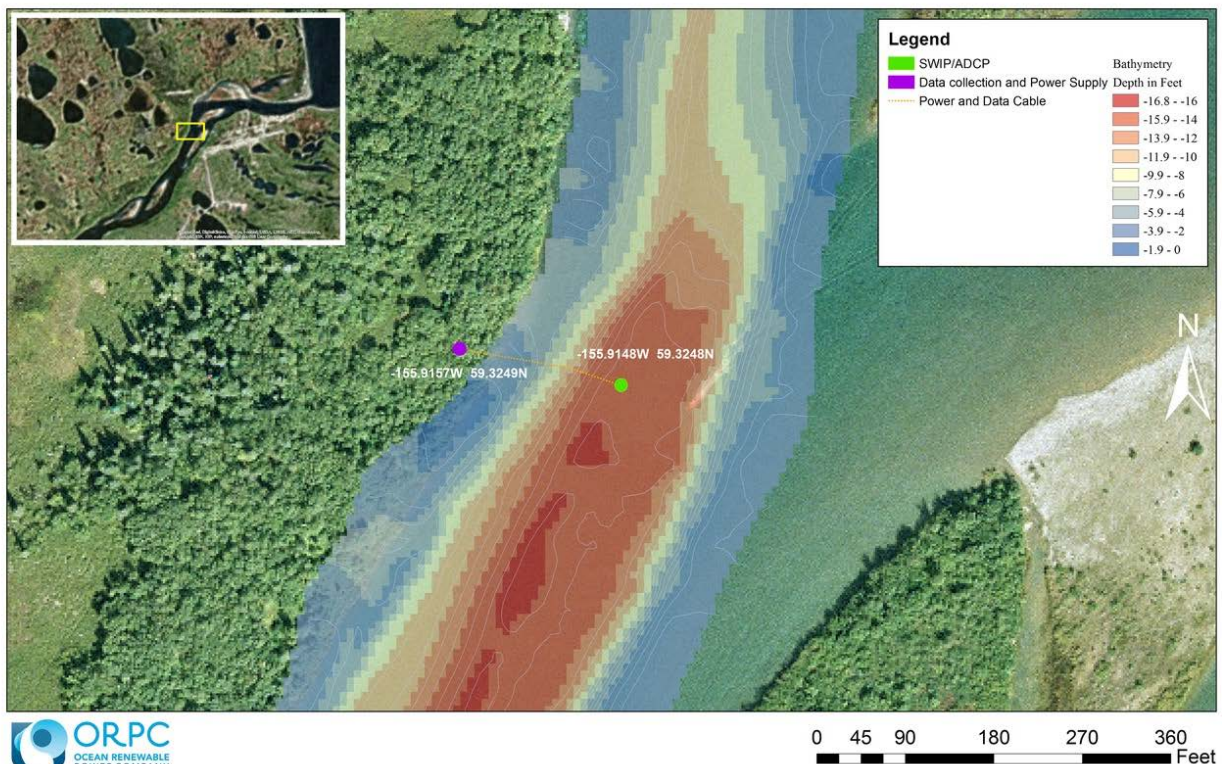 Legend
SWIP/ADCP
Data collection and Power Supply
Power and Data Cable
Bathymetry
Depth in Feet
-16.8 - -16
-15.9 - -14
-13.9 - -12
-11.9 - -10
-9.9 - -8
-7.9 - -6
-5.9 - -4
-3.9 - -2
-1.9 - 0
-155.9148W 59.3248N
-155.9157W 59.3249N
N
ORPC
OCEAN RENEWABLE
POWER COMPANY
0 45 90 180 270 360
Feet